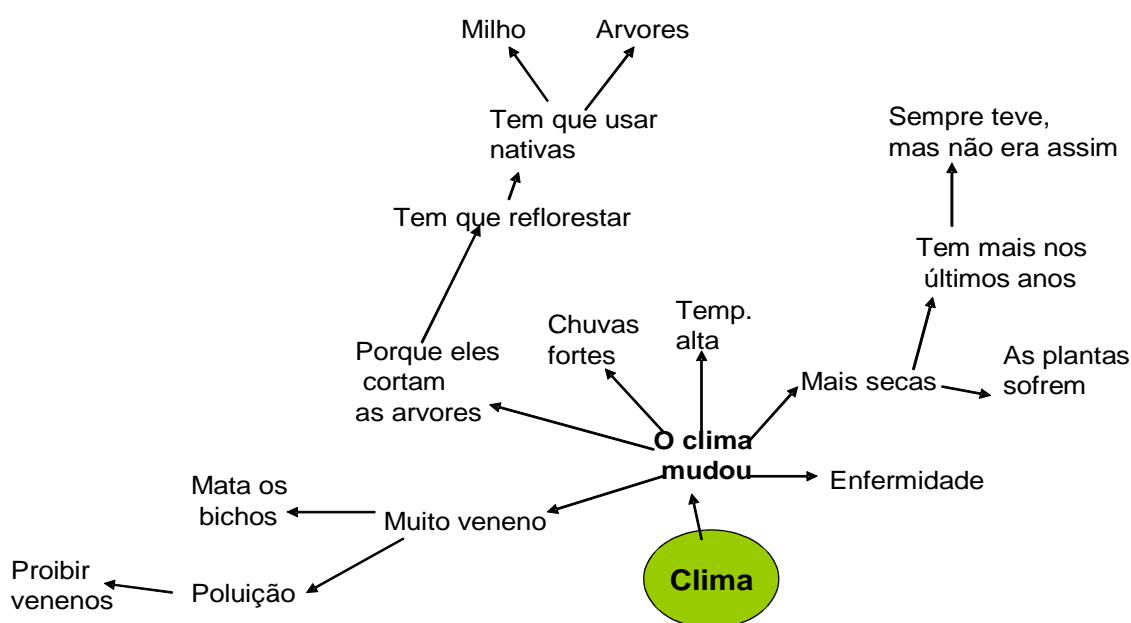 Milho
Arvores
Tem que usar
nativas
Sempre teve,
mas não era assim
Tem que reflorestar
Tem mais nos
últimos anos
Chuvas
fortes
Temp.
alta
Porque eles
cortam
as arvores
Mais secas
As plantas
sofrem
O clima
mudou
Enfermidade
Mata os
bichos
Muito veneno
Proibir
venenos
Poluição
Clima